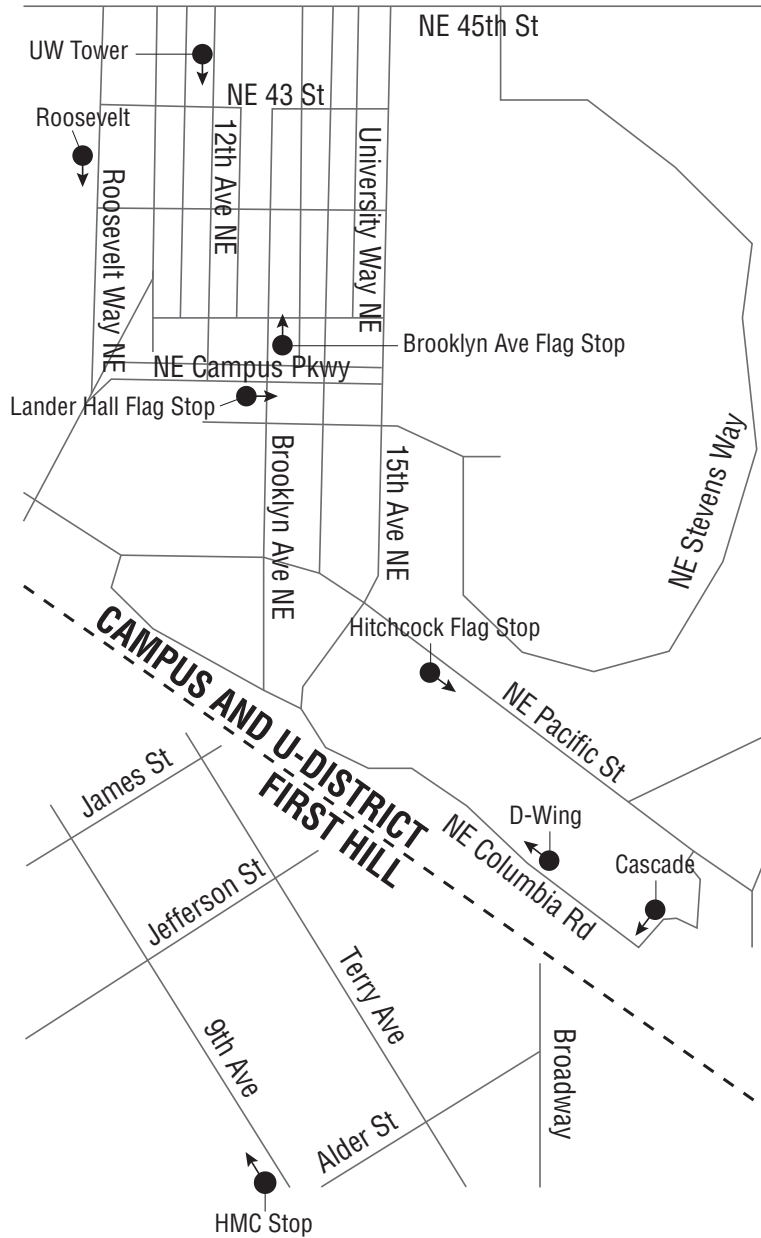 NE 45th St
UW Tower
NE 43 St
Roosevelt
12th Ave NE
University Way NE
Roosevelt Way NE
Brooklyn Ave Flag Stop
NE Campus Pkwy
Lander Hall Flag Stop
Brooklyn Ave NE
15th Ave NE
NE Stevens Way
CAMPUS AND U-DISTRICT
FIRST HILL
Hitchcock Flag Stop
NE Pacific St
James St
D-Wing
NE Columbia Rd
Cascade
Jefferson St
Terry Ave
9th Ave
Broadway
Alder St
HMC Stop